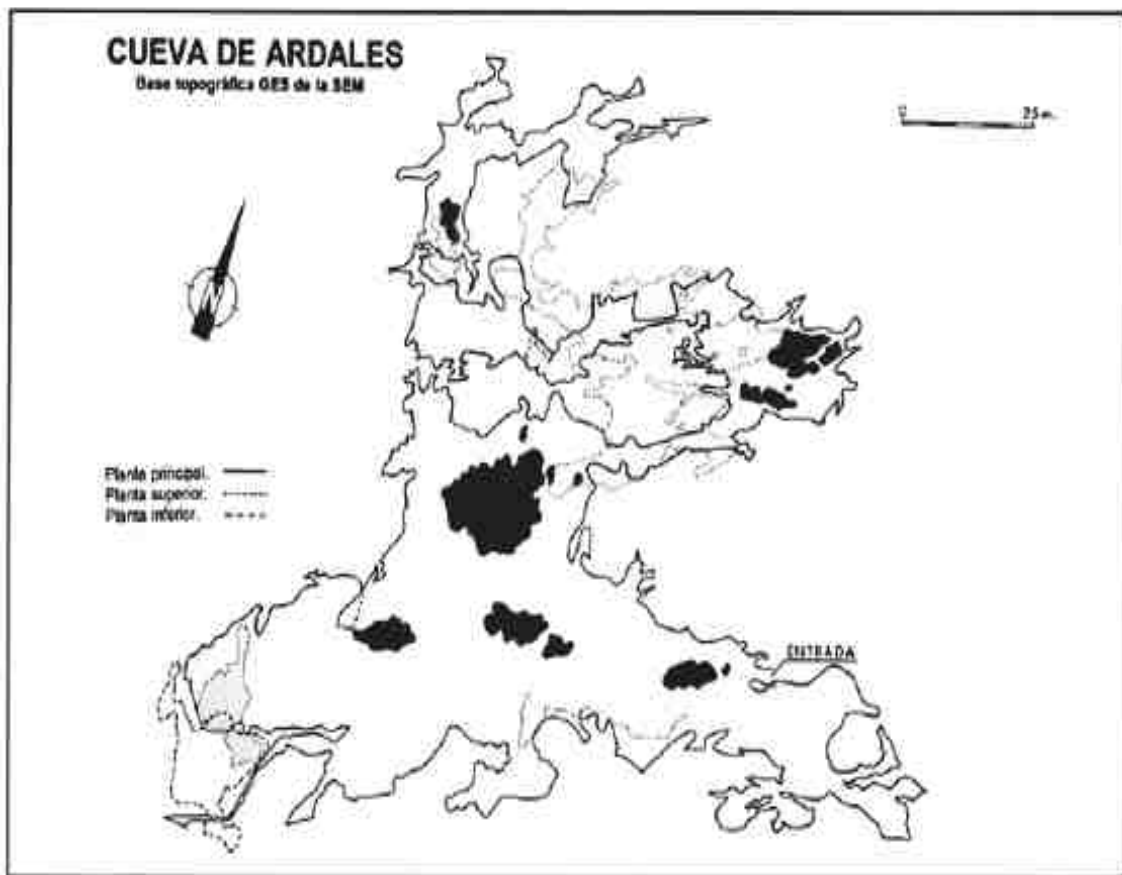 CUEVA DE ARDALES
Base topográfica GES de la SEM
0 25 m.
Planta principal.
Planta superior.
Planta inferior.
ENTRADA